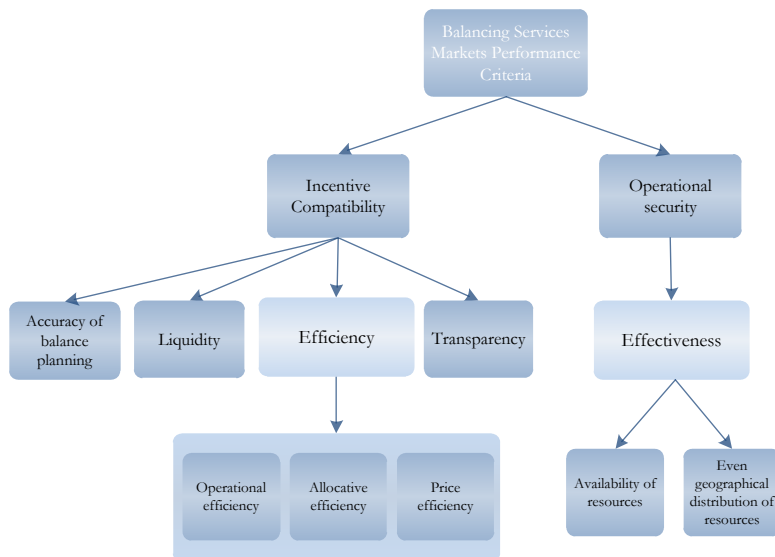 Balancing Services
Markets Performance
Criteria
Incentive
Compatibility
Operational
security
Accuracy of
balance
planning
Liquidity
Efficiency
Transparency
Effectiveness
Operational
efficiency
Allocative
efficiency
Price
efficiency
Availability of
resources
Even
geographical
distribution of
resources